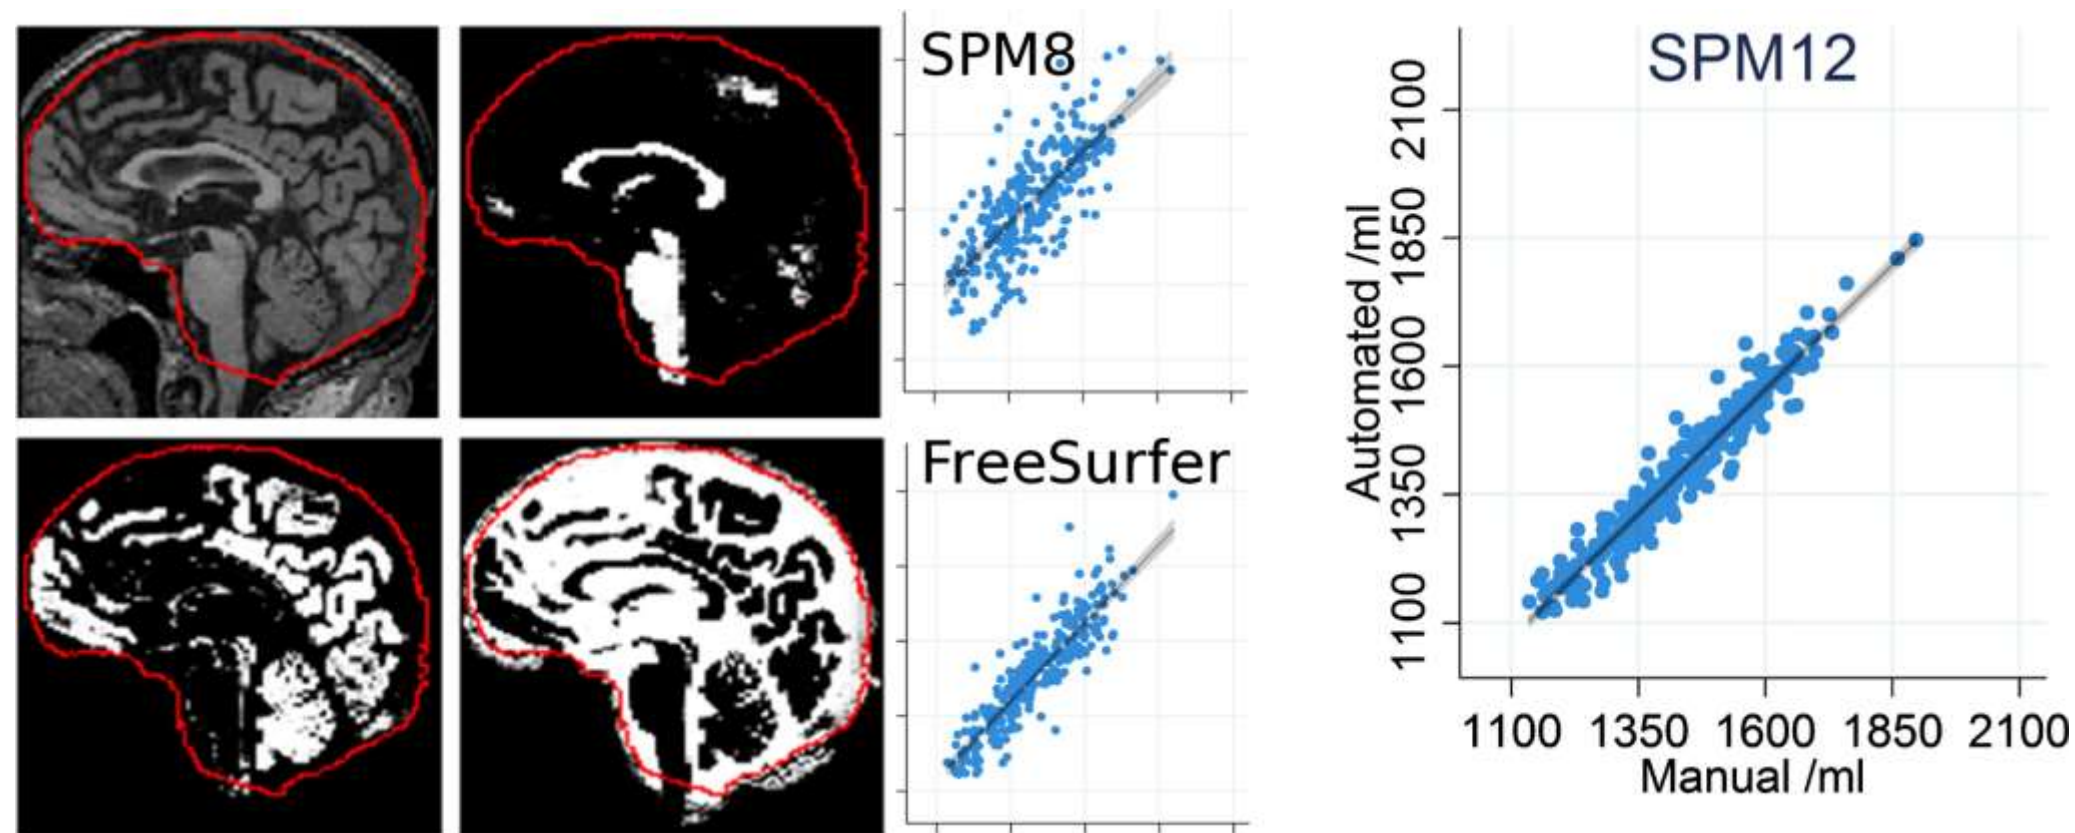 SPM8
FreeSurfer
SPM12
Automated /ml
2100
1850
1600
1350
1100
1100 1350 1600 1850 2100
Manual /ml